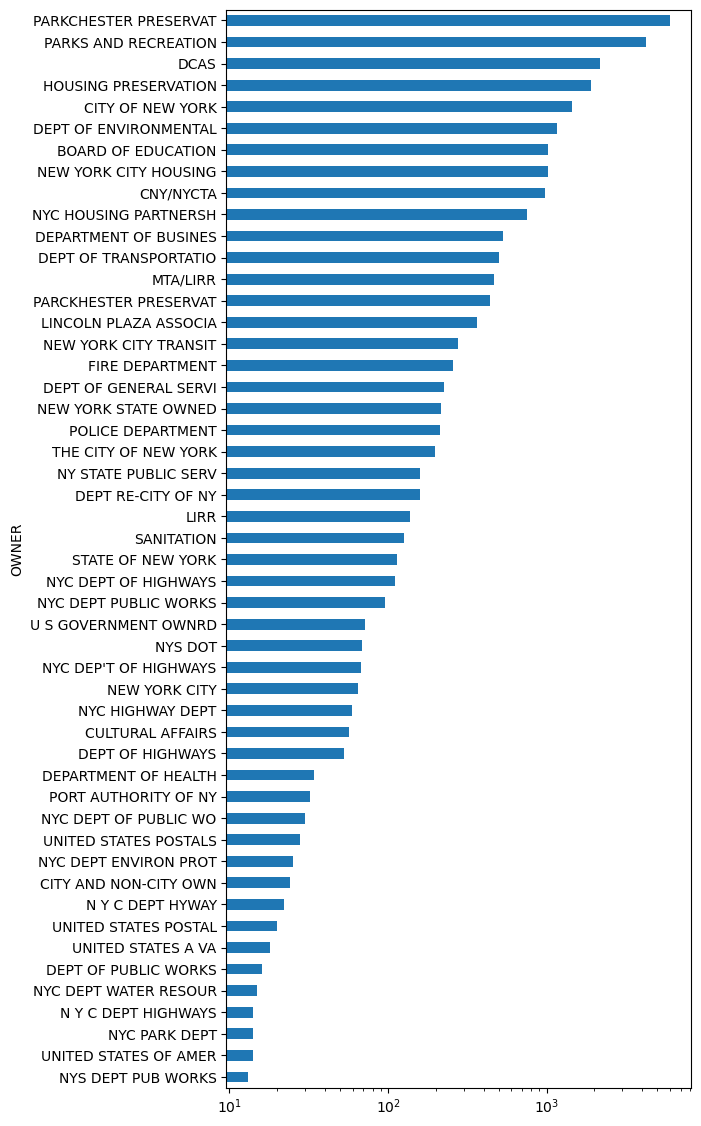 PARKCHESTER PRESERVAT
PARKS AND RECREATION
DCAS
HOUSING PRESERVATION
CITY OF NEW YORK
DEPT OF ENVIRONMENTAL
BOARD OF EDUCATION
NEW YORK CITY HOUSING
CNY/NYCTA
NYC HOUSING PARTNERSH
DEPARTMENT OF BUSINES
DEPT OF TRANSPORTATIO
MTA/LIRR
PARCKHESTER PRESERVAT
LINCOLN PLAZA ASSOCIA
NEW YORK CITY TRANSIT
FIRE DEPARTMENT
DEPT OF GENERAL SERVI
NEW YORK STATE OWNED
POLICE DEPARTMENT
THE CITY OF NEW YORK
NY STATE PUBLIC SERV
DEPT RE-CITY OF NY
LIRR
SANITATION
STATE OF NEW YORK
NYC DEPT OF HIGHWAYS
NYC DEPT PUBLIC WORKS
U S GOVERNMENT OWNRD
NYS DOT
NYC DEP'T OF HIGHWAYS
NEW YORK CITY
NYC HIGHWAY DEPT
CULTURAL AFFAIRS
DEPT OF HIGHWAYS
DEPARTMENT OF HEALTH
PORT AUTHORITY OF NY
NYC DEPT OF PUBLIC WO
UNITED STATES POSTALS
NYC DEPT ENVIRON PROT
CITY AND NON-CITY OWN
N Y C DEPT HYWAY
UNITED STATES POSTAL
UNITED STATES A VA
DEPT OF PUBLIC WORKS
NYC DEPT WATER RESOUR
N Y C DEPT HIGHWAYS
NYC PARK DEPT
UNITED STATES OF AMER
NYS DEPT PUB WORKS
OWNER
10¹ 10² 10³